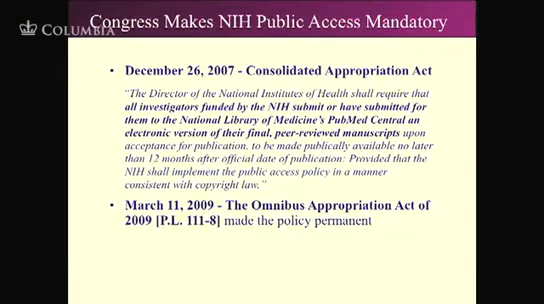 COLUMBIA
Congress Makes NIH Public Access Mandatory
• December 26, 2007 - Consolidated Appropriation Act
"The Director of the National Institutes of Health shall require that
all investigators funded by the NIH submit or have submitted for
them to the National Library of Medicine's PubMed Central an
electronic version of their final, peer-reviewed manuscripts upon
acceptance for publication, to be made publically available no later
than 12 months after official date of publication: Provided that the
NIH shall implement the public access policy in a manner
consistent with copyright law."
• March 11, 2009 - The Omnibus Appropriation Act of
2009 [P.L. 111-8] made the policy permanent